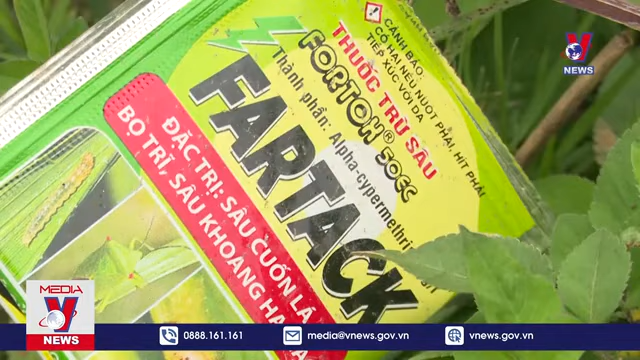 CẢNH BÁO
CÓ HẠI NẾU NUỐT PHẢI, HÍT PHẢI
TIẾP XÚC VỚI DA
THUỐC TRỪ SÂU
FORTOX® 50EC
Thành phần: Alpha-cypermethrin
FARTACK
ĐẶC TRỊ: SÂU CUỐN LÁ
BỌ TRĨ, SÂU KHOANG HẠI
V
NEWS
MEDIA
V
NEWS
0888.161.161
media@vnews.gov.vn
vnews.gov.vn